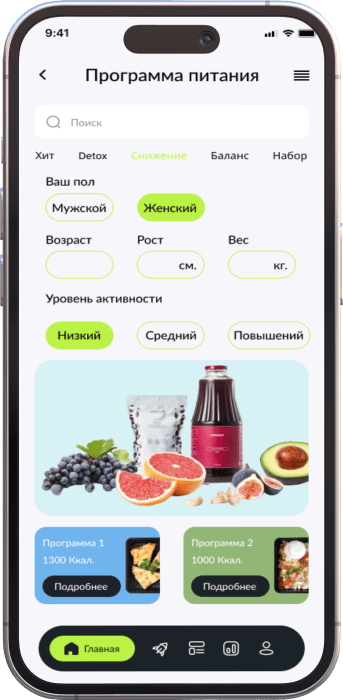 9:41
Программа питания
Поиск
Хит Detox Снижение Баланс Набор
Ваш пол
Мужской Женский
Возраст Рост Вес
см. кг.
Уровень активности
Низкий Средний Повышений
Программа 1 Программа 2
1300 Ккал. 1000 Ккал.
Подробнее Подробнее
Главная